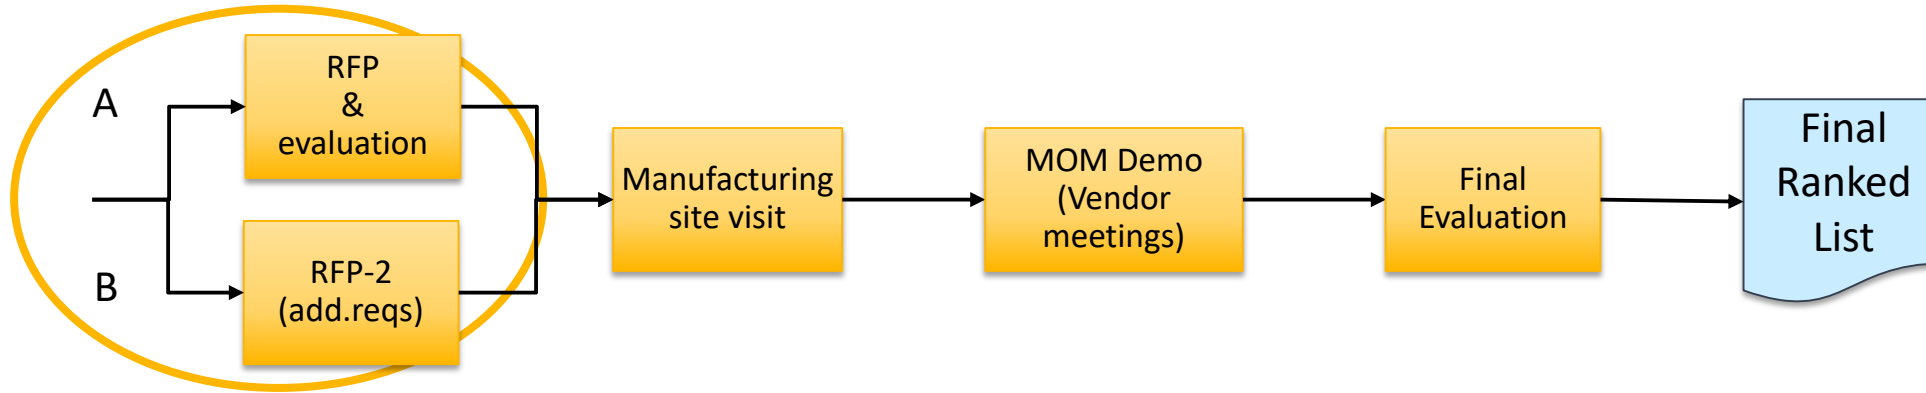 A
RFP
&
evaluation
B
RFP-2
(add.reqs)
Manufacturing
site visit
MOM Demo
(Vendor
meetings)
Final
Evaluation
Final
Ranked
List